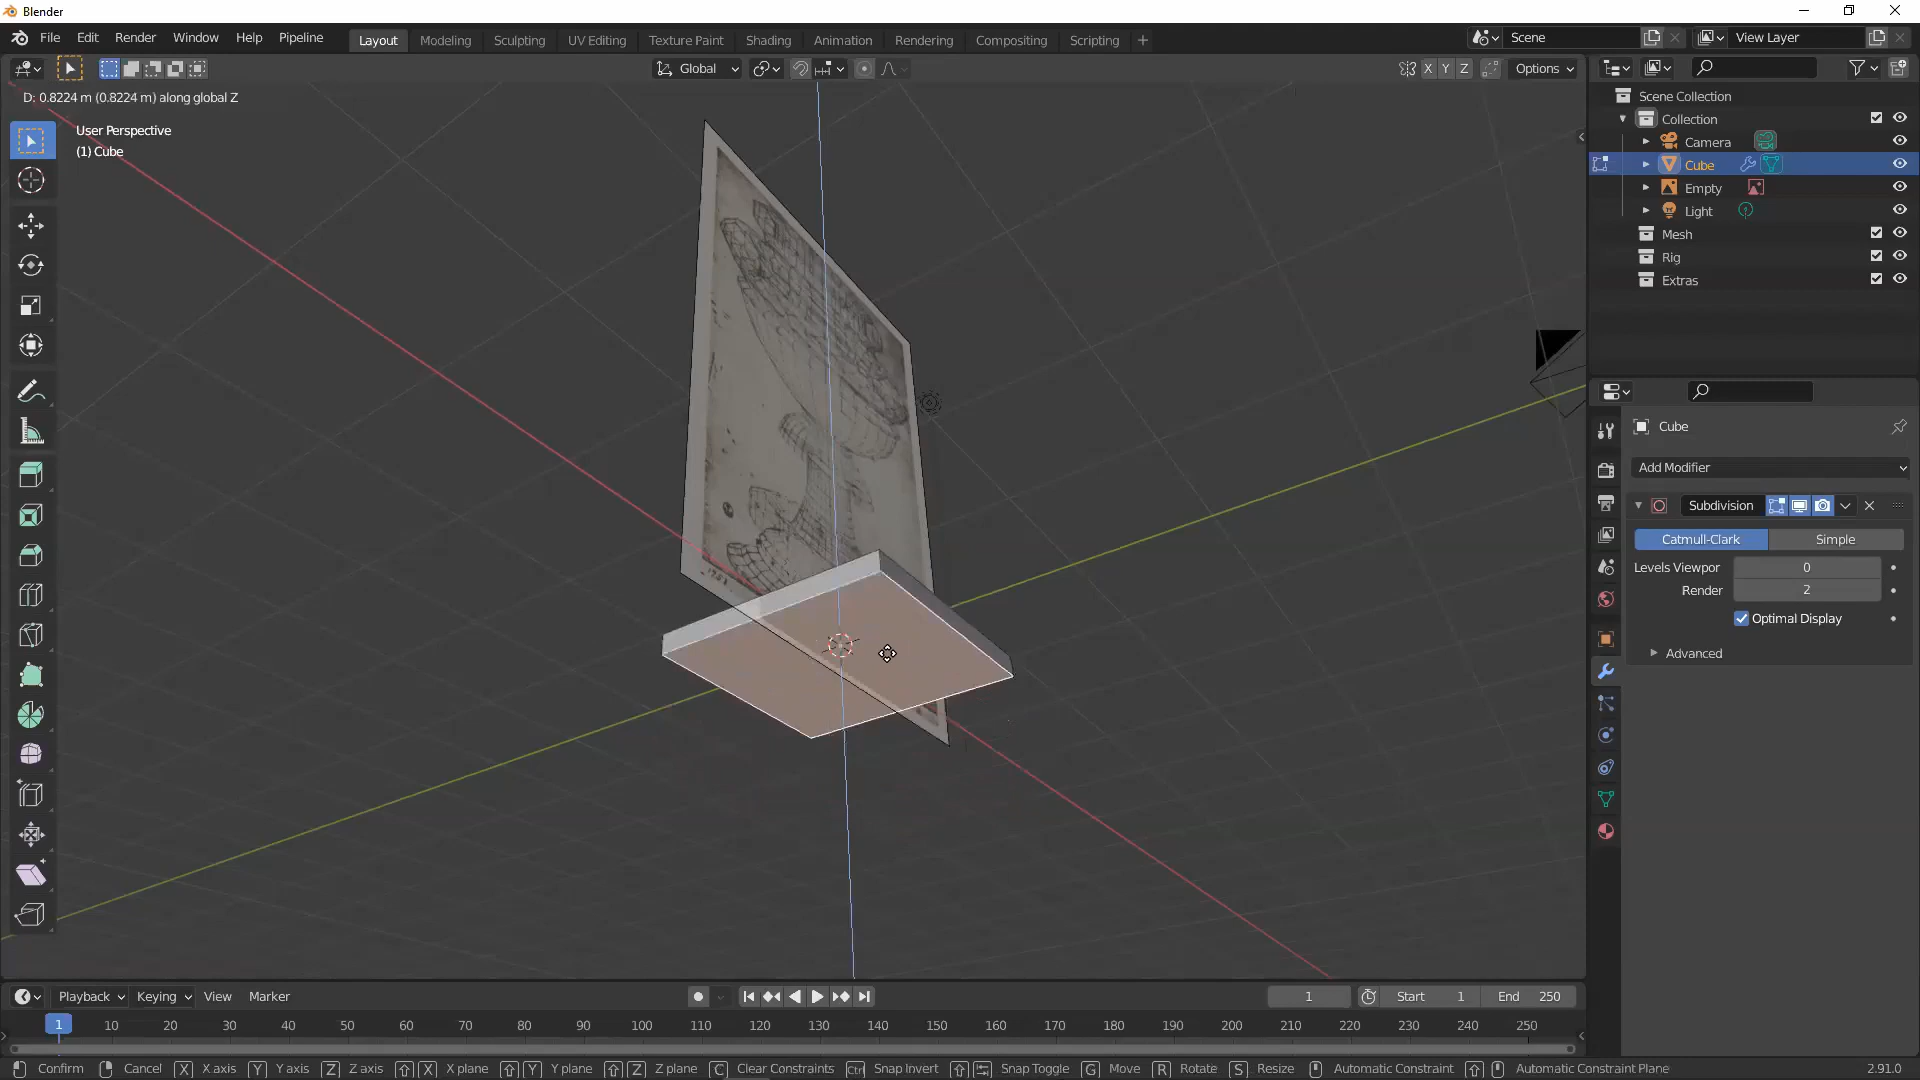 Blender
File Edit Render Window Help Pipeline
Layout Modeling Sculpting UV Editing Texture Paint Shading Animation Rendering Compositing Scripting +
Scene
View Layer
Global
X Y Z
Options
D: 0.8224 m (0.8224 m) along global Z
User Perspective
(1) Cube
Scene Collection
Collection
Camera
Cube
Empty
Light
Mesh
Rig
Extras
Cube
Add Modifier
Subdivision
Catmull-Clark Simple
Levels Viewpor 0
Render 2
Optimal Display
Advanced
Playback Keying View Marker
1
Start 1
End 250
1 10 20 30 40 50 60 70 80 90 100 110 120 130 140 150 160 170 180 190 200 210 220 230 240 250
Confirm Cancel X X axis Y Y axis Z Z axis X X plane Y Y plane Z Z plane C Clear Constraints Ctrl Snap Invert Snap Toggle G Move R Rotate S Resize Automatic Constraint Automatic Constraint Plane 2.91.0